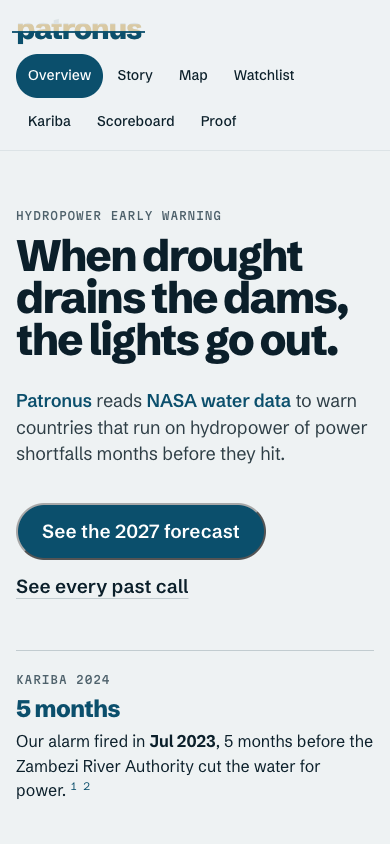 patronus
Overview Story Map Watchlist
Kariba Scoreboard Proof
HYDROPOWER EARLY WARNING
When drought
drains the dams,
the lights go out.
Patronus reads NASA water data to warn
countries that run on hydropower of power
shortfalls months before they hit.
See the 2027 forecast
See every past call
KARIBA 2024
5 months
Our alarm fired in Jul 2023, 5 months before the
Zambezi River Authority cut the water for
power. 1 2